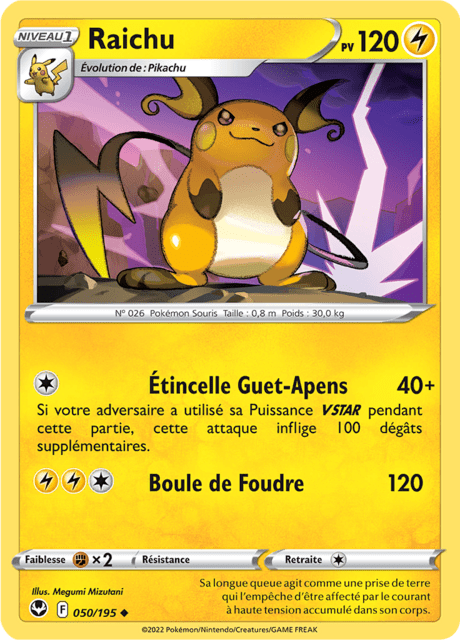 NIVEAU 1
Raichu
PV 120
Évolution de : Pikachu
N° 026 Pokémon Souris Taille : 0,8 m Poids : 30,0 kg
Étincelle Guet-Apens 40+
Si votre adversaire a utilisé sa Puissance VSTAR pendant
cette partie, cette attaque inflige 100 dégâts
supplémentaires.
Boule de Foudre 120
Faiblesse ×2 Résistance Retraite
Illus. Megumi Mizutani
F 050/195
Sa longue queue agit comme une prise de terre
qui l'empêche d'être affecté par le courant
à haute tension accumulé dans son corps.
©2022 Pokémon/Nintendo/Creatures/GAME FREAK